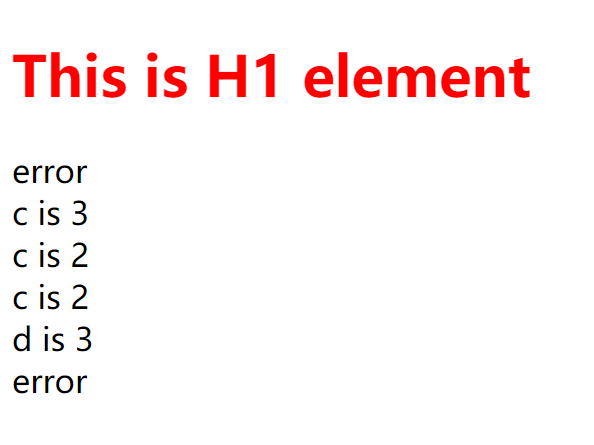 This is H1 element
error
c is 3
c is 2
c is 2
d is 3
error